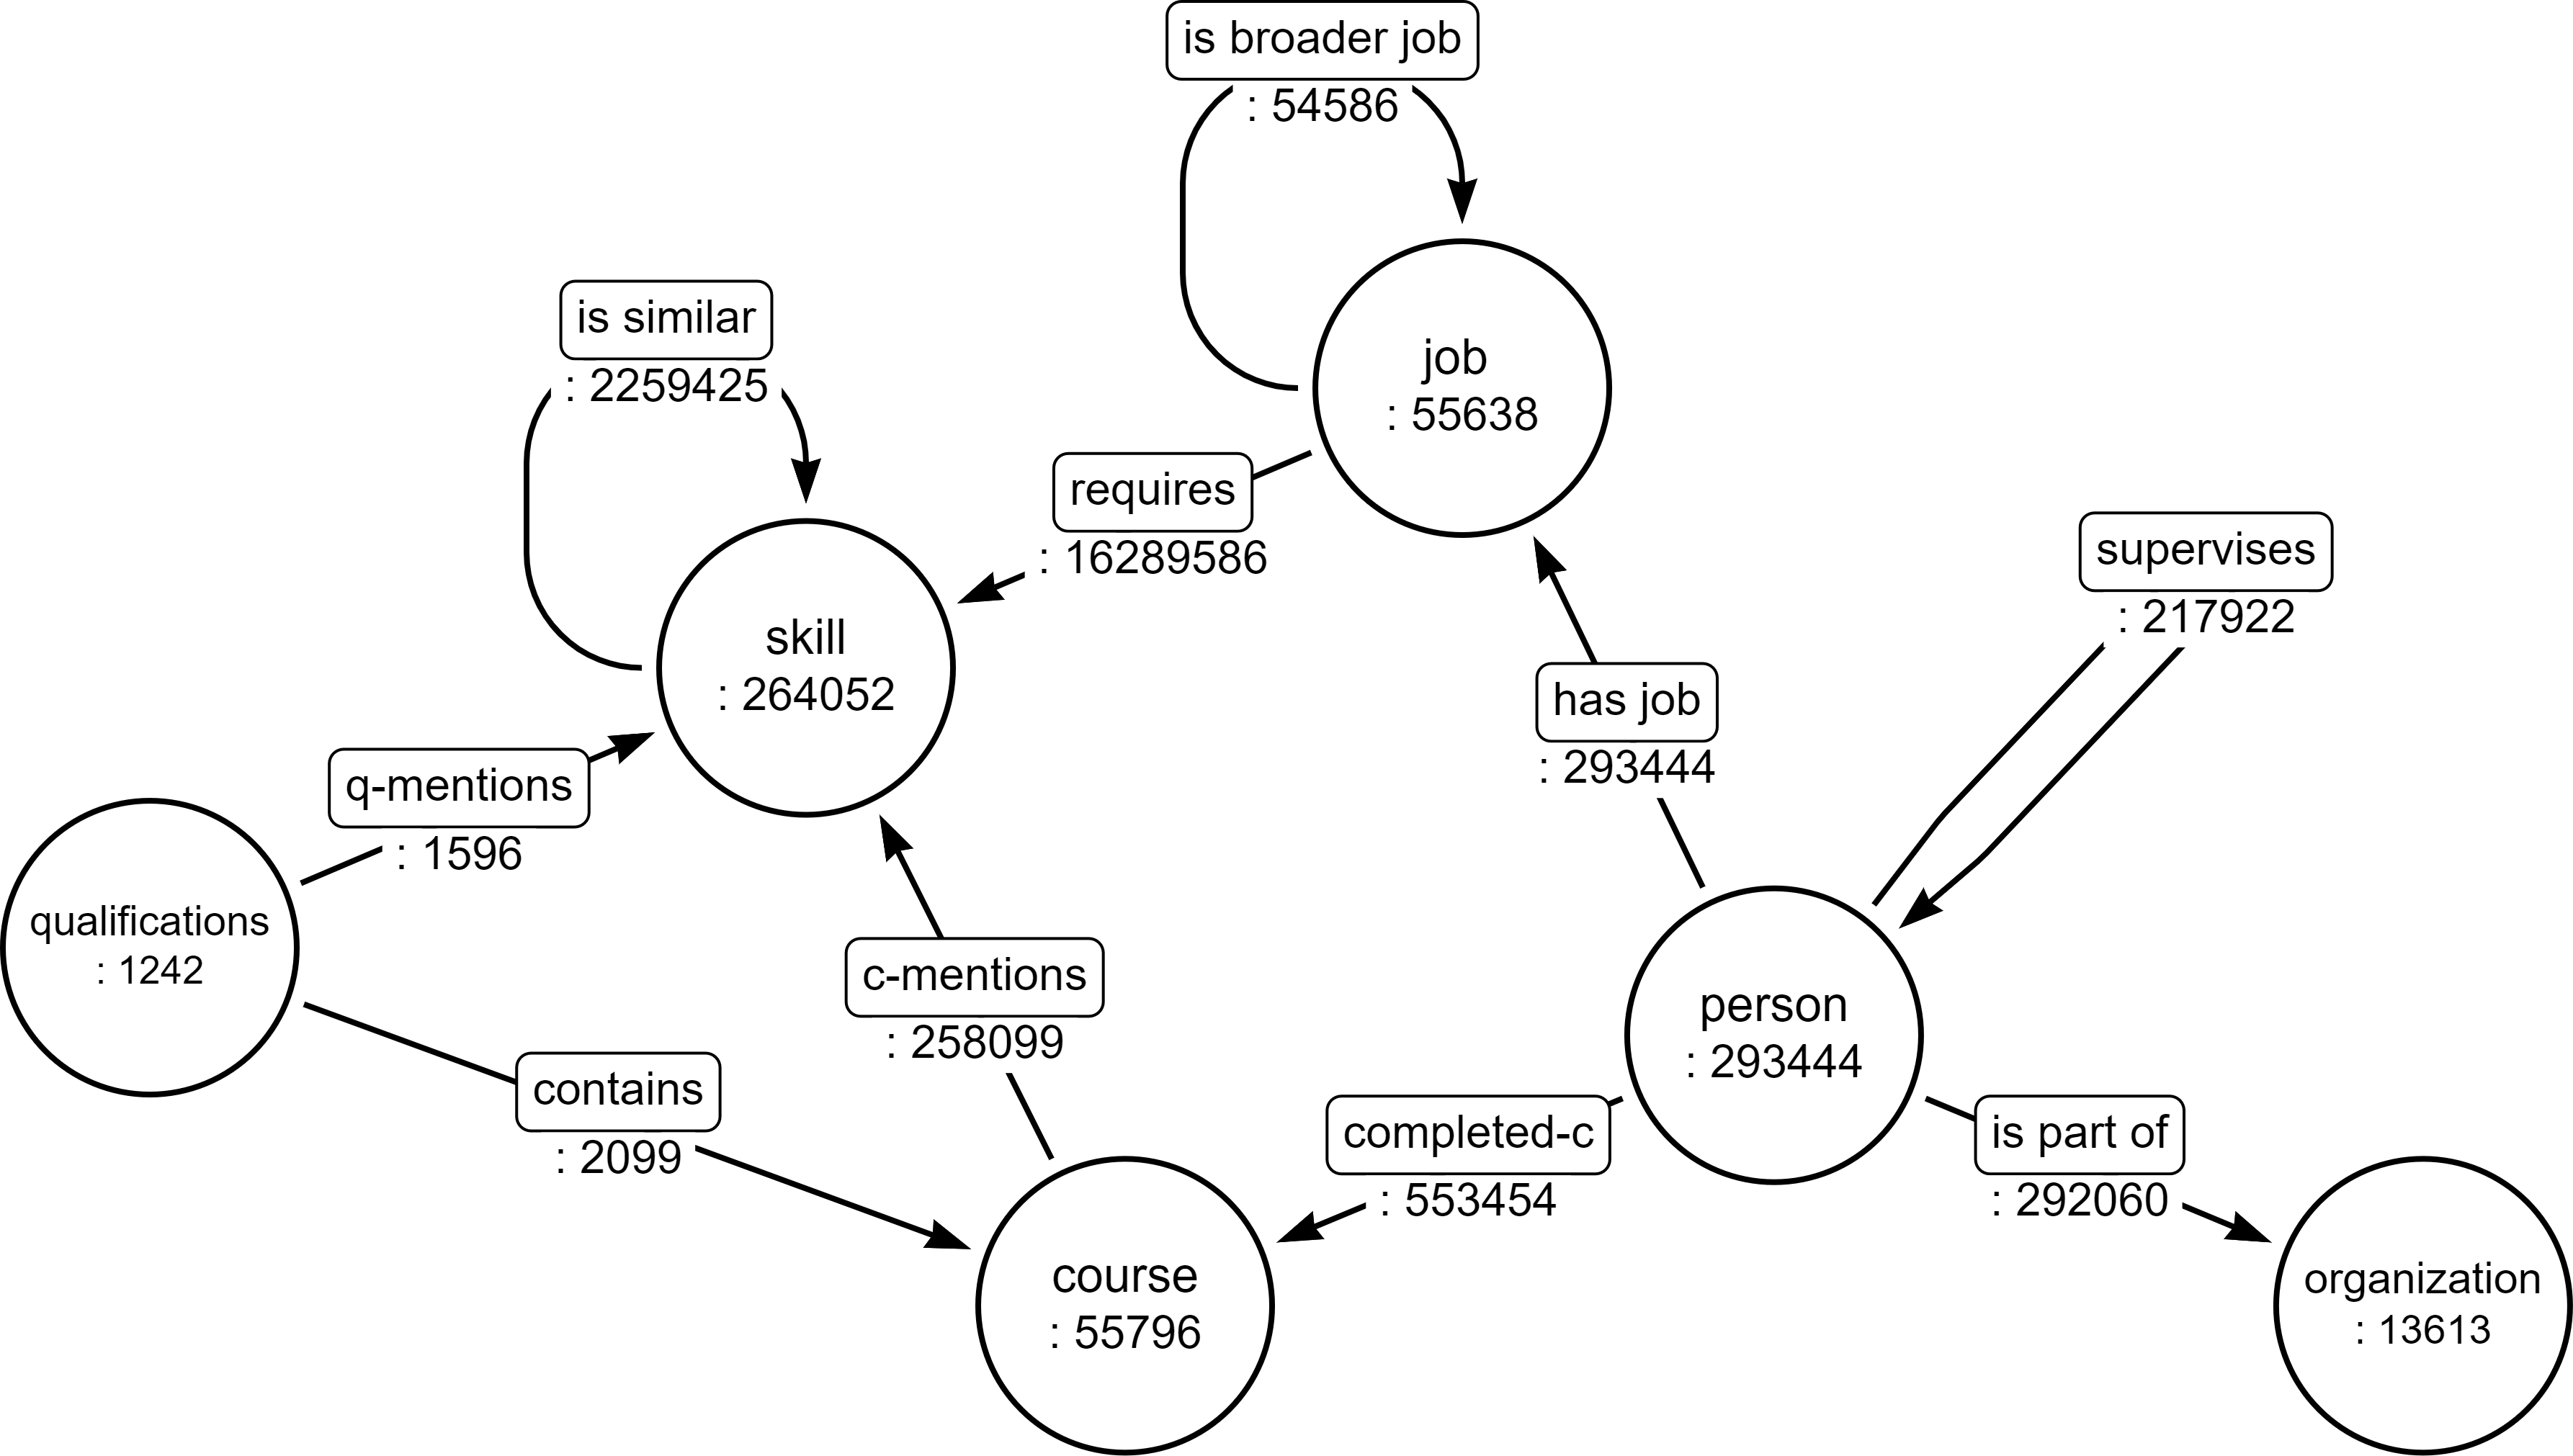 is broader job
: 54586
is similar
: 2259425
job
: 55638
requires
: 16289586
supervises
: 217922
skill
: 264052
has job
: 293444
q-mentions
: 1596
qualifications
: 1242
c-mentions
: 258099
person
: 293444
contains
: 2099
completed-c
: 553454
is part of
: 292060
course
: 55796
organization
: 13613